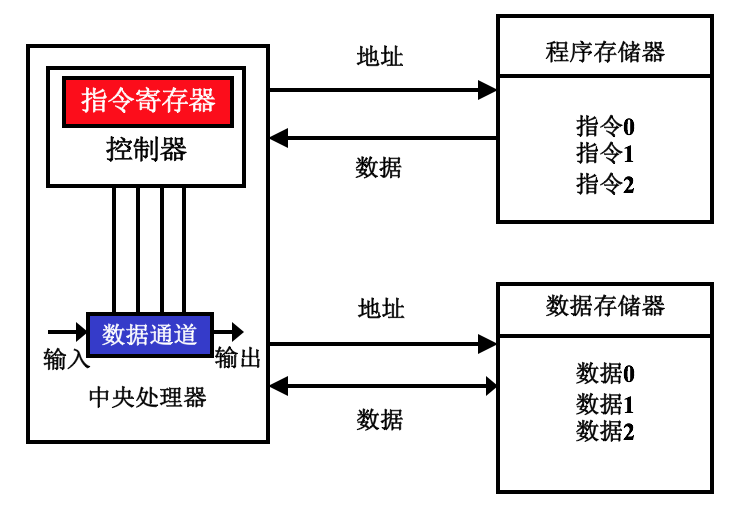 指令寄存器
控制器
数据通道
输入
输出
中央处理器
地址
数据
程序存储器
指令0
指令1
指令2
地址
数据
数据存储器
数据0
数据1
数据2